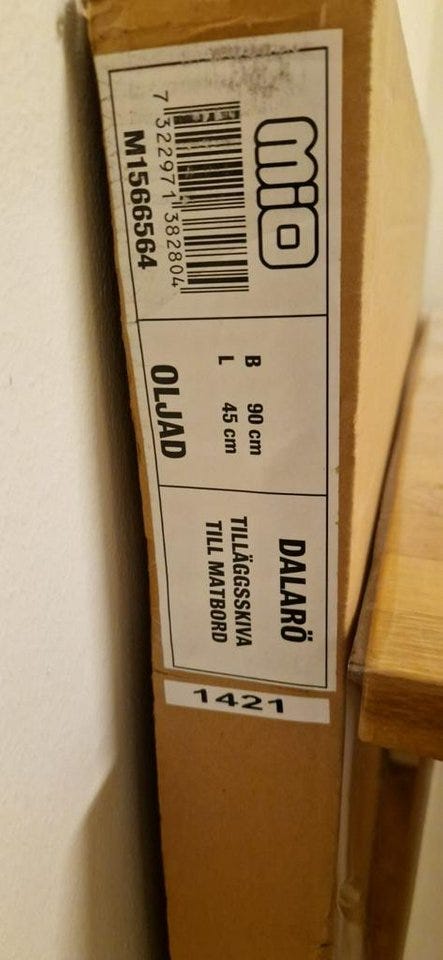 mio
7 322971 382804
M1566564
B 90 cm
L 45 cm
OLJAD
DALARÖ
TILLÄGGSSKIVA
TILL MATBORD
1421